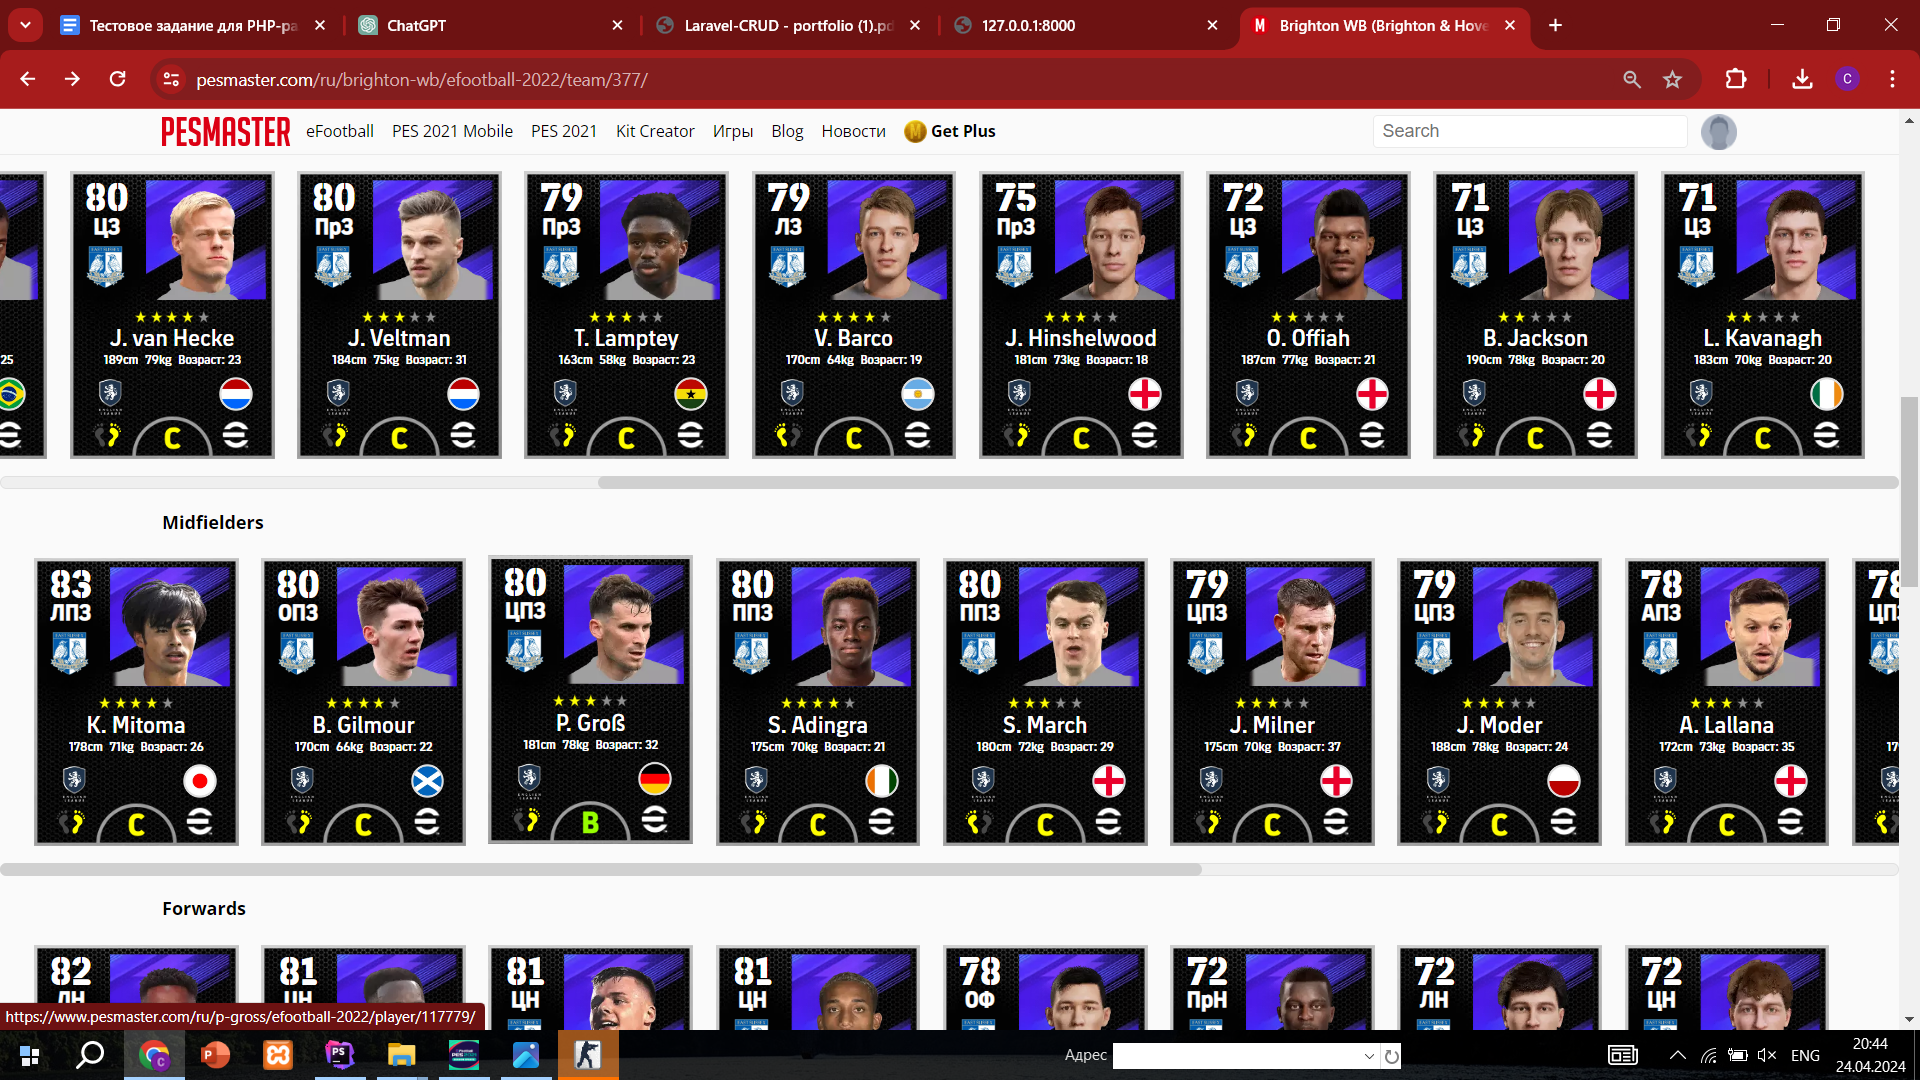 Тестовое задание для PHP-ра
ChatGPT
Laravel-CRUD - portfolio (1).pd
127.0.0.1:8000
Brighton WB (Brighton & Hove
pesmaster.com/ru/brighton-wb/efootball-2022/team/377/
C
PESMASTER
eFootball
PES 2021 Mobile
PES 2021
Kit Creator
Игры
Blog
Новости
Get Plus
Search
25
80
ЦЗ
J. van Hecke
189cm 79kg Возраст: 23
C
80
ПрЗ
J. Veltman
184cm 75kg Возраст: 31
C
79
ПрЗ
T. Lamptey
163cm 58kg Возраст: 23
C
79
ЛЗ
V. Barco
170cm 64kg Возраст: 19
C
75
ПрЗ
J. Hinshelwood
181cm 73kg Возраст: 18
C
72
ЦЗ
O. Offiah
187cm 77kg Возраст: 21
C
71
ЦЗ
B. Jackson
190cm 78kg Возраст: 20
C
71
ЦЗ
L. Kavanagh
183cm 70kg Возраст: 20
C
Midfielders
83
ЛПЗ
K. Mitoma
178cm 71kg Возраст: 26
C
80
ОПЗ
B. Gilmour
170cm 66kg Возраст: 22
C
80
ЦПЗ
P. Groß
181cm 78kg Возраст: 32
B
80
ППЗ
S. Adingra
175cm 70kg Возраст: 21
C
80
ППЗ
S. March
180cm 72kg Возраст: 29
C
79
ЦПЗ
J. Milner
175cm 70kg Возраст: 37
C
79
ЦПЗ
J. Moder
188cm 78kg Возраст: 24
C
78
АПЗ
A. Lallana
172cm 73kg Возраст: 35
C
78
ЦПЗ
17
Forwards
82
ЛН
81
ЦН
81
ЦН
81
ЦН
78
ОФ
72
ПрН
72
ЛН
72
ЦН
https://www.pesmaster.com/ru/p-gross/efootball-2022/player/117779/
Адрес
ENG
20:44
24.04.2024